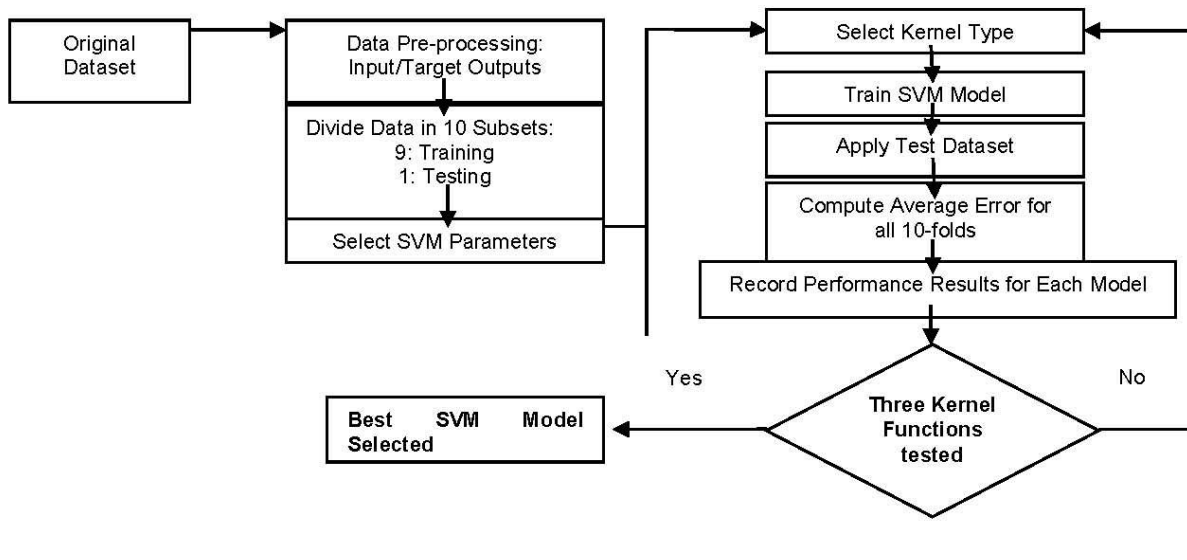 Original
Dataset
Data Pre-processing:
Input/Target Outputs
Divide Data in 10 Subsets:
9: Training
1: Testing
Select SVM Parameters
Select Kernel Type
Train SVM Model
Apply Test Dataset
Compute Average Error for
all 10-folds
Record Performance Results for Each Model
Yes
No
Three Kernel
Functions
tested
Best SVM Model
Selected